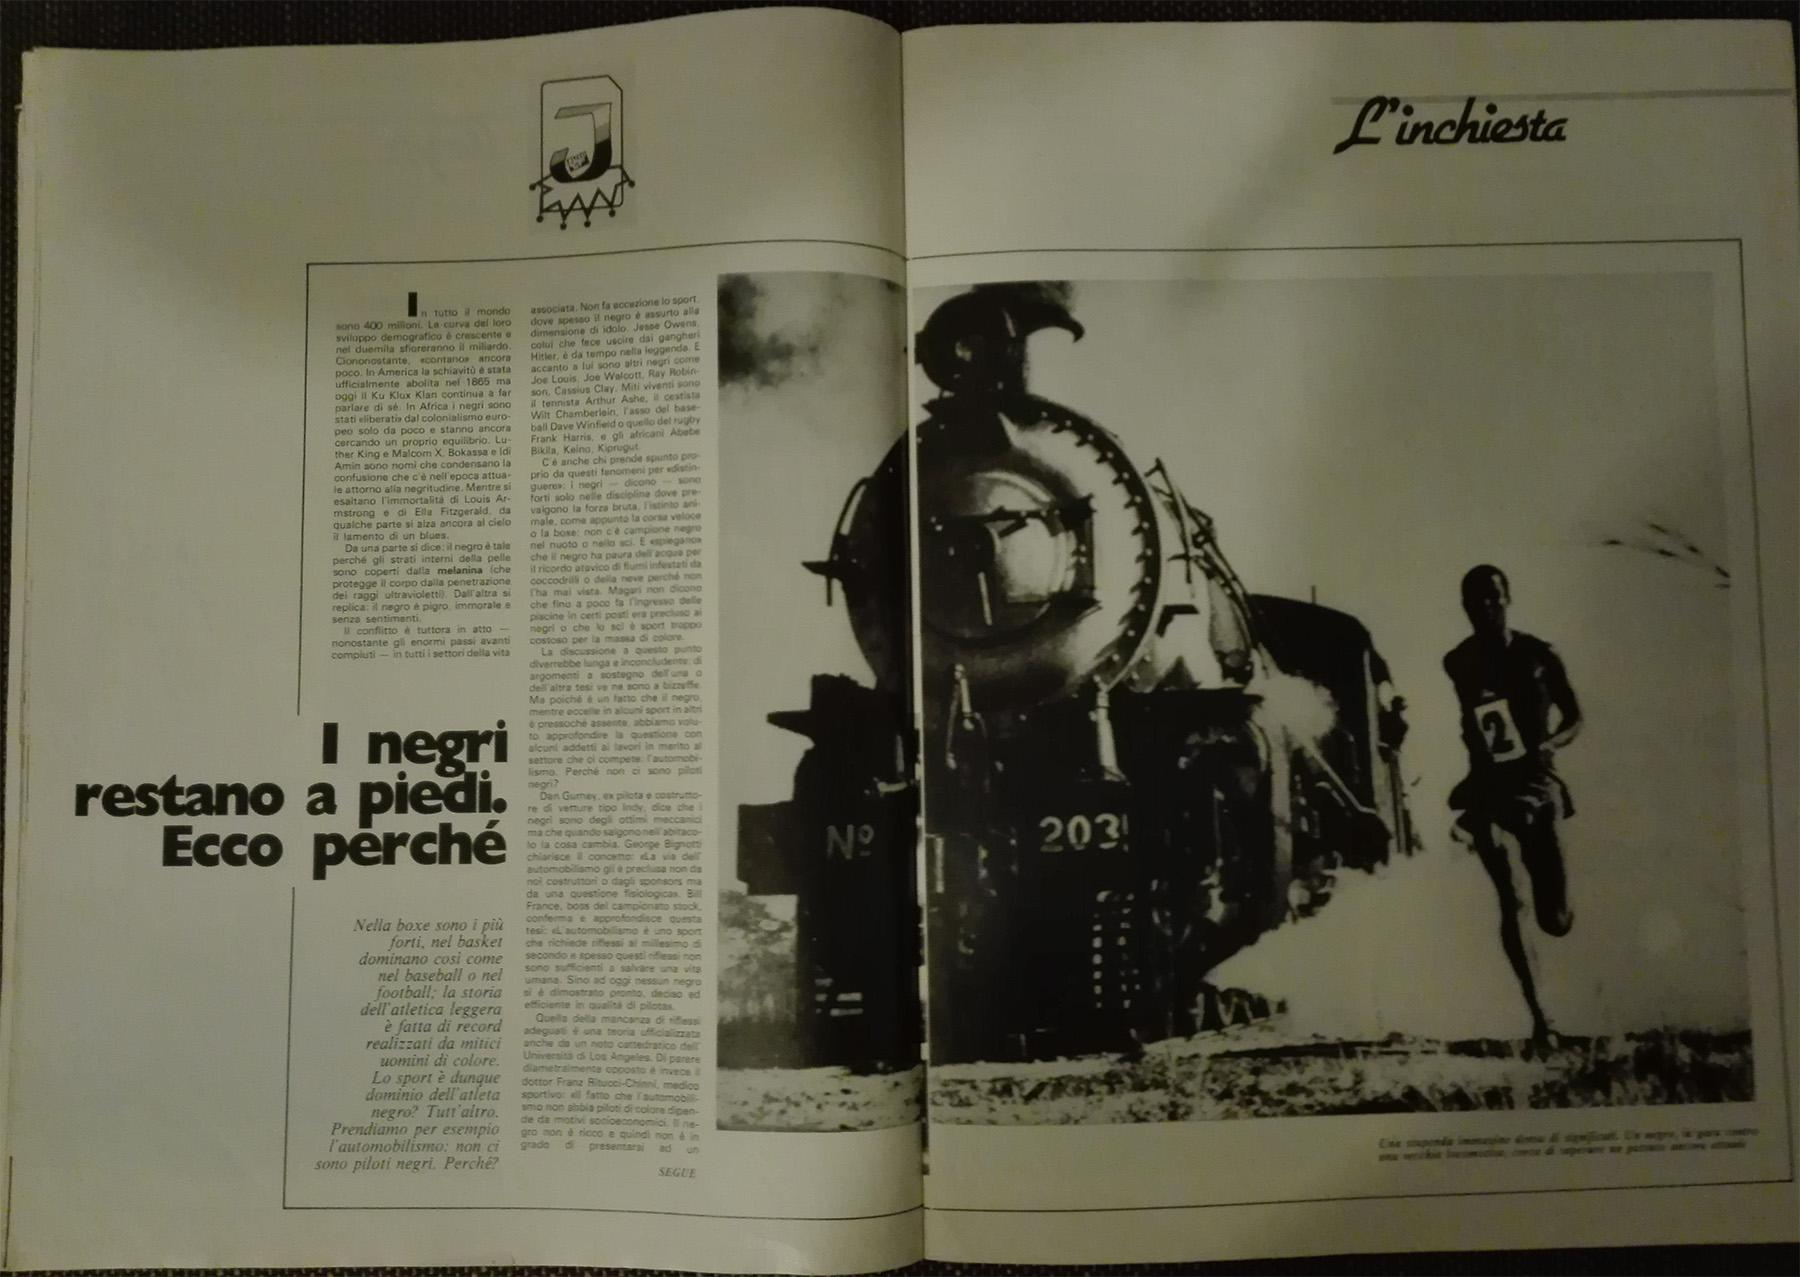 J
L'inchiesta
In tutto il mondo
sono 400 milioni. La curva del loro
sviluppo demografico è crescente e
nel duemila sfioreranno il miliardo.
Ciononostante, «contano» ancora
poco. In America la schiavitù è stata
ufficialmente abolita nel 1865 ma
oggi il Ku Klux Klan continua a far
parlare di sé. In Africa i negri sono
stati «liberati» dal colonialismo euro-
peo solo da poco e stanno ancora
cercando un proprio equilibrio. Lu-
ther King e Malcom X, Bokassa e Idi
Amin sono nomi che condensano la
confusione che c'è nell'epoca attua-
le attorno alla negritudine. Mentre si
esaltano l'immortalità di Louis Ar-
mstrong e di Ella Fitzgerald, da
qualche parte si alza ancora al cielo
il lamento di un blues.
Da una parte si dice: il negro è tale
perché gli strati interni della pelle
sono coperti dalla melanina (che
protegge il corpo dalla penetrazione
dei raggi ultravioletti). Dall'altra si
replica: il negro è pigro, immorale e
senza sentimenti.
Il conflitto è tuttora in atto —
nonostante gli enormi passi avanti
compiuti — in tutti i settori della vita
I negri
restano a piedi.
Ecco perché
Nella boxe sono i più
forti, nel basket
dominano così come
nel baseball o nel
football; la storia
dell'atletica leggera
è fatta di record
realizzati da mitici
uomini di colore.
Lo sport è dunque
dominio dell'atleta
negro? Tutt'altro.
Prendiamo per esempio
l'automobilismo: non ci
sono piloti negri. Perché?
associata. Non fa eccezione lo sport,
dove spesso il negro è assurto alla
dimensione di idolo. Jesse Owens,
colui che fece uscire dai gangheri
Hitler, è da tempo nella leggenda. E
accanto a lui sono altri negri come
Joe Louis, Joe Walcott, Ray Robin-
son, Cassius Clay. Miti viventi sono
il tennista Arthur Ashe, il cestista
Wilt Chamberlein, l'asso del base-
ball Dave Winfield o quello del rugby
Frank Harris, e gli africani Abebe
Bikila, Keino, Kiprugut.
C'è anche chi prende spunto pro-
prio da questi fenomeni per «distin-
guere»: i negri — dicono — sono
forti solo nelle disciplina dove pre-
valgono la forza bruta, l'istinto ani-
male, come appunto la corsa veloce
o la boxe: non c'è campione negro
nel nuoto o nello sci. E «spiegano»
che il negro ha paura dell'acqua per
il ricordo atavico di fiumi infestati da
coccodrilli o della neve perché non
l'ha mai vista. Magari non dicono
che fino a poco fa l'ingresso delle
piscine in certi posti era precluso ai
negri o che lo sci è sport troppo
costoso per la massa di colore.
La discussione a questo punto
diverrebbe lunga e inconcludente: di
argomenti a sostegno dell'una o
dell'altra tesi ve ne sono a bizzeffe.
Ma poiché è un fatto che il negro,
mentre eccelle in alcuni sport in altri
è pressoché assente, abbiamo volu-
to approfondire la questione con
alcuni addetti ai lavori in merito al
settore che ci compete, l'automobi-
lismo. Perché non ci sono piloti
negri?
Dan Gurney, ex pilota e costrutto-
re di vetture tipo Indy, dice che i
negri sono degli ottimi meccanici
ma che quando salgono nell'abitaco-
lo la cosa cambia. George Bignotti
chiarisce il concetto: «La via dell'
automobilismo gli è preclusa non da
noi costruttori o dagli sponsors ma
da una questione fisiologica». Bill
France, boss del campionato stock,
conferma e approfondisce questa
tesi: «L'automobilismo è uno sport
che richiede riflessi al millesimo di
secondo e spesso questi riflessi non
sono sufficienti a salvare una vita
umana. Sino ad oggi nessun negro
si è dimostrato pronto, deciso ed
efficiente in qualità di pilota».
Quella della mancanza di riflessi
adeguati è una teoria ufficializzata
anche da un noto cattedratico dell'
Università di Los Angeles. Di parere
diametralmente opposto è invece il
dottor Franz Ritucci-Chinni, medico
sportivo: «Il fatto che l'automobili-
smo non abbia piloti di colore dipen-
de da motivi socioeconomici. Il ne-
gro non è ricco e quindi non è in
grado di presentarsi ad un
SEGUE
Nº 203
2
Una stupenda immagine densa di significati. Un negro, in gara contro
una vecchia locomotiva, cerca di superare un passato ancora attuale